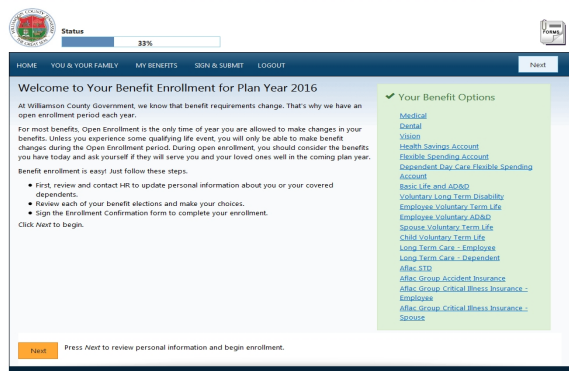 WILLIAMSON COUNTY
THE GREAT SEAL
Status
33%
FORMS
HOME YOU & YOUR FAMILY MY BENEFITS SIGN & SUBMIT LOGOUT Next
Welcome to Your Benefit Enrollment for Plan Year 2016
At Williamson County Government, we know that benefit requirements change. That's why we have an
open enrollment period each year.
For most benefits, Open Enrollment is the only time of year you are allowed to make changes in your
benefits. Unless you experience some qualifying life event, you will only be able to make benefit
changes during the Open Enrollment period. During open enrollment, you should consider the benefits
you have today and ask yourself if they will serve you and your loved ones well in the coming plan year.
Benefit enrollment is easy! Just follow these steps.
• First, review and contact HR to update personal information about you or your covered
dependents.
• Review each of your benefit elections and make your choices.
• Sign the Enrollment Confirmation form to complete your enrollment.
Click Next to begin.
✔ Your Benefit Options
Medical
Dental
Vision
Health Savings Account
Flexible Spending Account
Dependent Day Care Flexible Spending
Account
Basic Life and AD&D
Voluntary Long Term Disability
Employee Voluntary Term Life
Employee Voluntary AD&D
Spouse Voluntary Term Life
Child Voluntary Term Life
Long Term Care - Employee
Long Term Care - Dependent
Aflac STD
Aflac Group Accident Insurance
Aflac Group Critical Illness Insurance -
Employee
Aflac Group Critical Illness Insurance -
Spouse
Next Press Next to review personal information and begin enrollment.